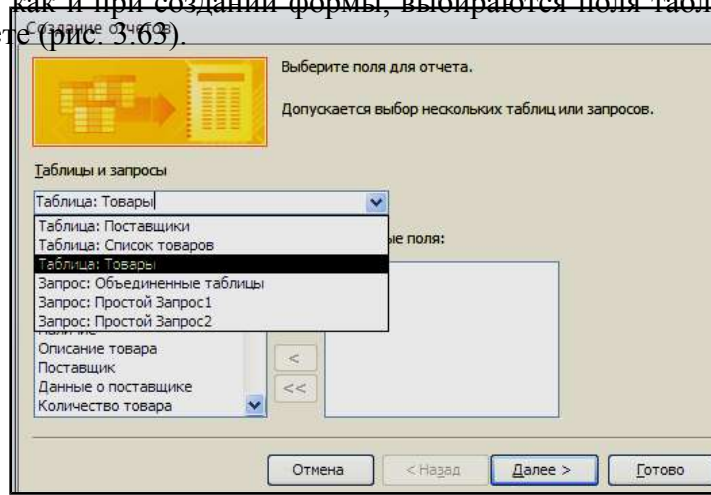 как и при создании формы, выбираются поля табл
ете (рис. 3.63).
Создание отчетов
Выберите поля для отчета.
Допускается выбор нескольких таблиц или запросов.
Таблицы и запросы
Таблица: Товары
Таблица: Поставщики
Таблица: Список товаров
Таблица: Товары
Запрос: Объединенные таблицы
Запрос: Простой Запрос1
Запрос: Простой Запрос2
ые поля:
Описание товара
Поставщик
Данные о поставщике
Количество товара
<
<<
Отмена
< Назад
Далее >
Готово